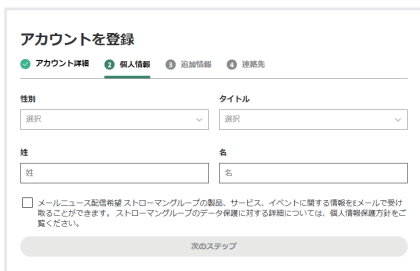 アカウントを登録
アカウント詳細 2 個人情報 3 追加情報 4 連絡先
性別 タイトル
選択 選択
姓 名
姓 名
メールニュース配信希望 ストローマングループの製品、サービス、イベントに関する情報をEメールで受け
取ることができます。 ストローマングループのデータ保護に対する詳細については、個人情報保護方針をご
覧ください。
次のステップ